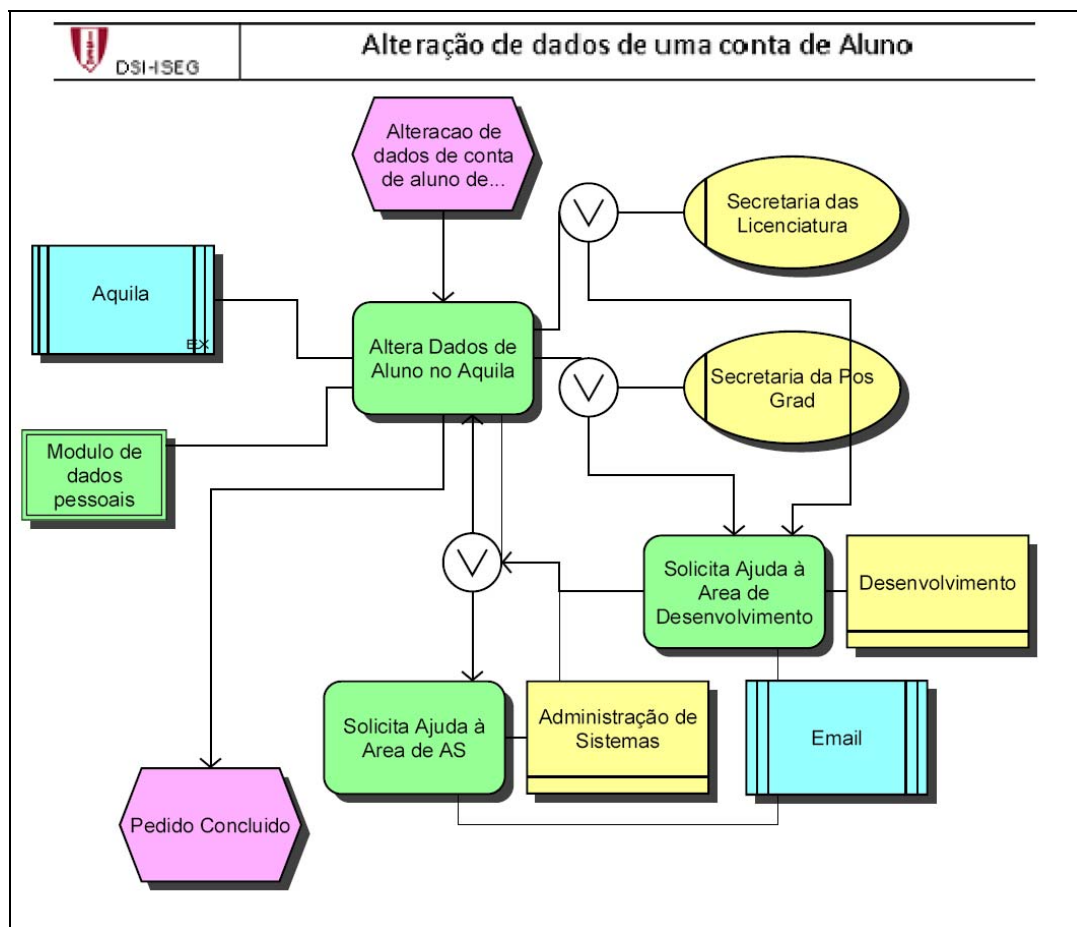 DSI-ISEG
Alteração de dados de uma conta de Aluno
Alteracao de
dados de conta
de aluno de...
Secretaria das
Licenciatura
Aquila
EX
Altera Dados de
Aluno no Aquila
Secretaria da Pos
Grad
Modulo de
dados
pessoais
Solicita Ajuda à
Area de
Desenvolvimento
Desenvolvimento
Solicita Ajuda à
Area de AS
Administração de
Sistemas
Email
Pedido Concluido